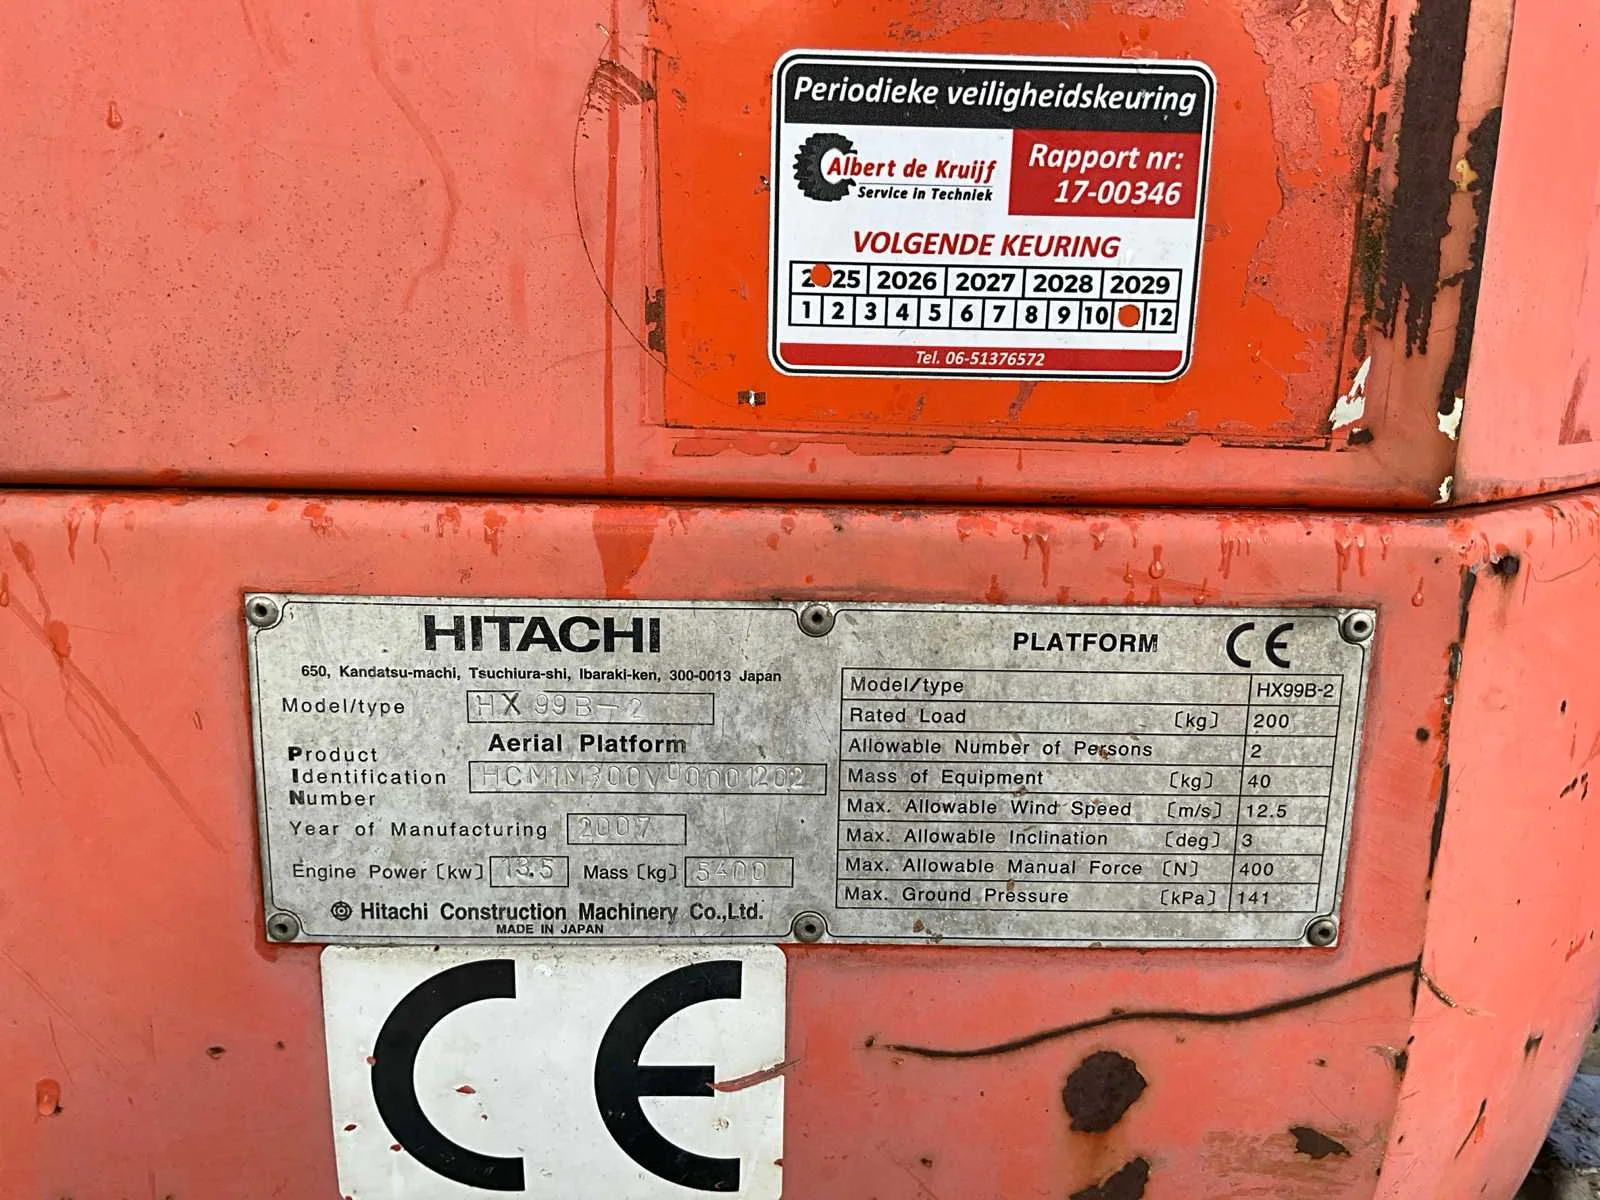 Periodieke veiligheidskeuring
Albert de Kruijf
Service in Techniek
Rapport nr:
17-00346
VOLGENDE KEURING
2025 2026 2027 2028 2029
1 2 3 4 5 6 7 8 9 10 12
Tel. 06-51376572
HITACHI
650, Kandatsu-machi, Tsuchiura-shi, Ibaraki-ken, 300-0013 Japan
Model/type HX99B-2
Aerial Platform
Product
Identification
Number
HCM1M300V00001202
Year of Manufacturing 2007
Engine Power (kw) 13.5 Mass (kg) 5400
Hitachi Construction Machinery Co.,Ltd.
MADE IN JAPAN
PLATFORM CE
Model/type HX99B-2
Rated Load (kg) 200
Allowable Number of Persons 2
Mass of Equipment (kg) 40
Max. Allowable Wind Speed (m/s) 12.5
Max. Allowable Inclination (deg) 3
Max. Allowable Manual Force (N) 400
Max. Ground Pressure (kPa) 141
CE